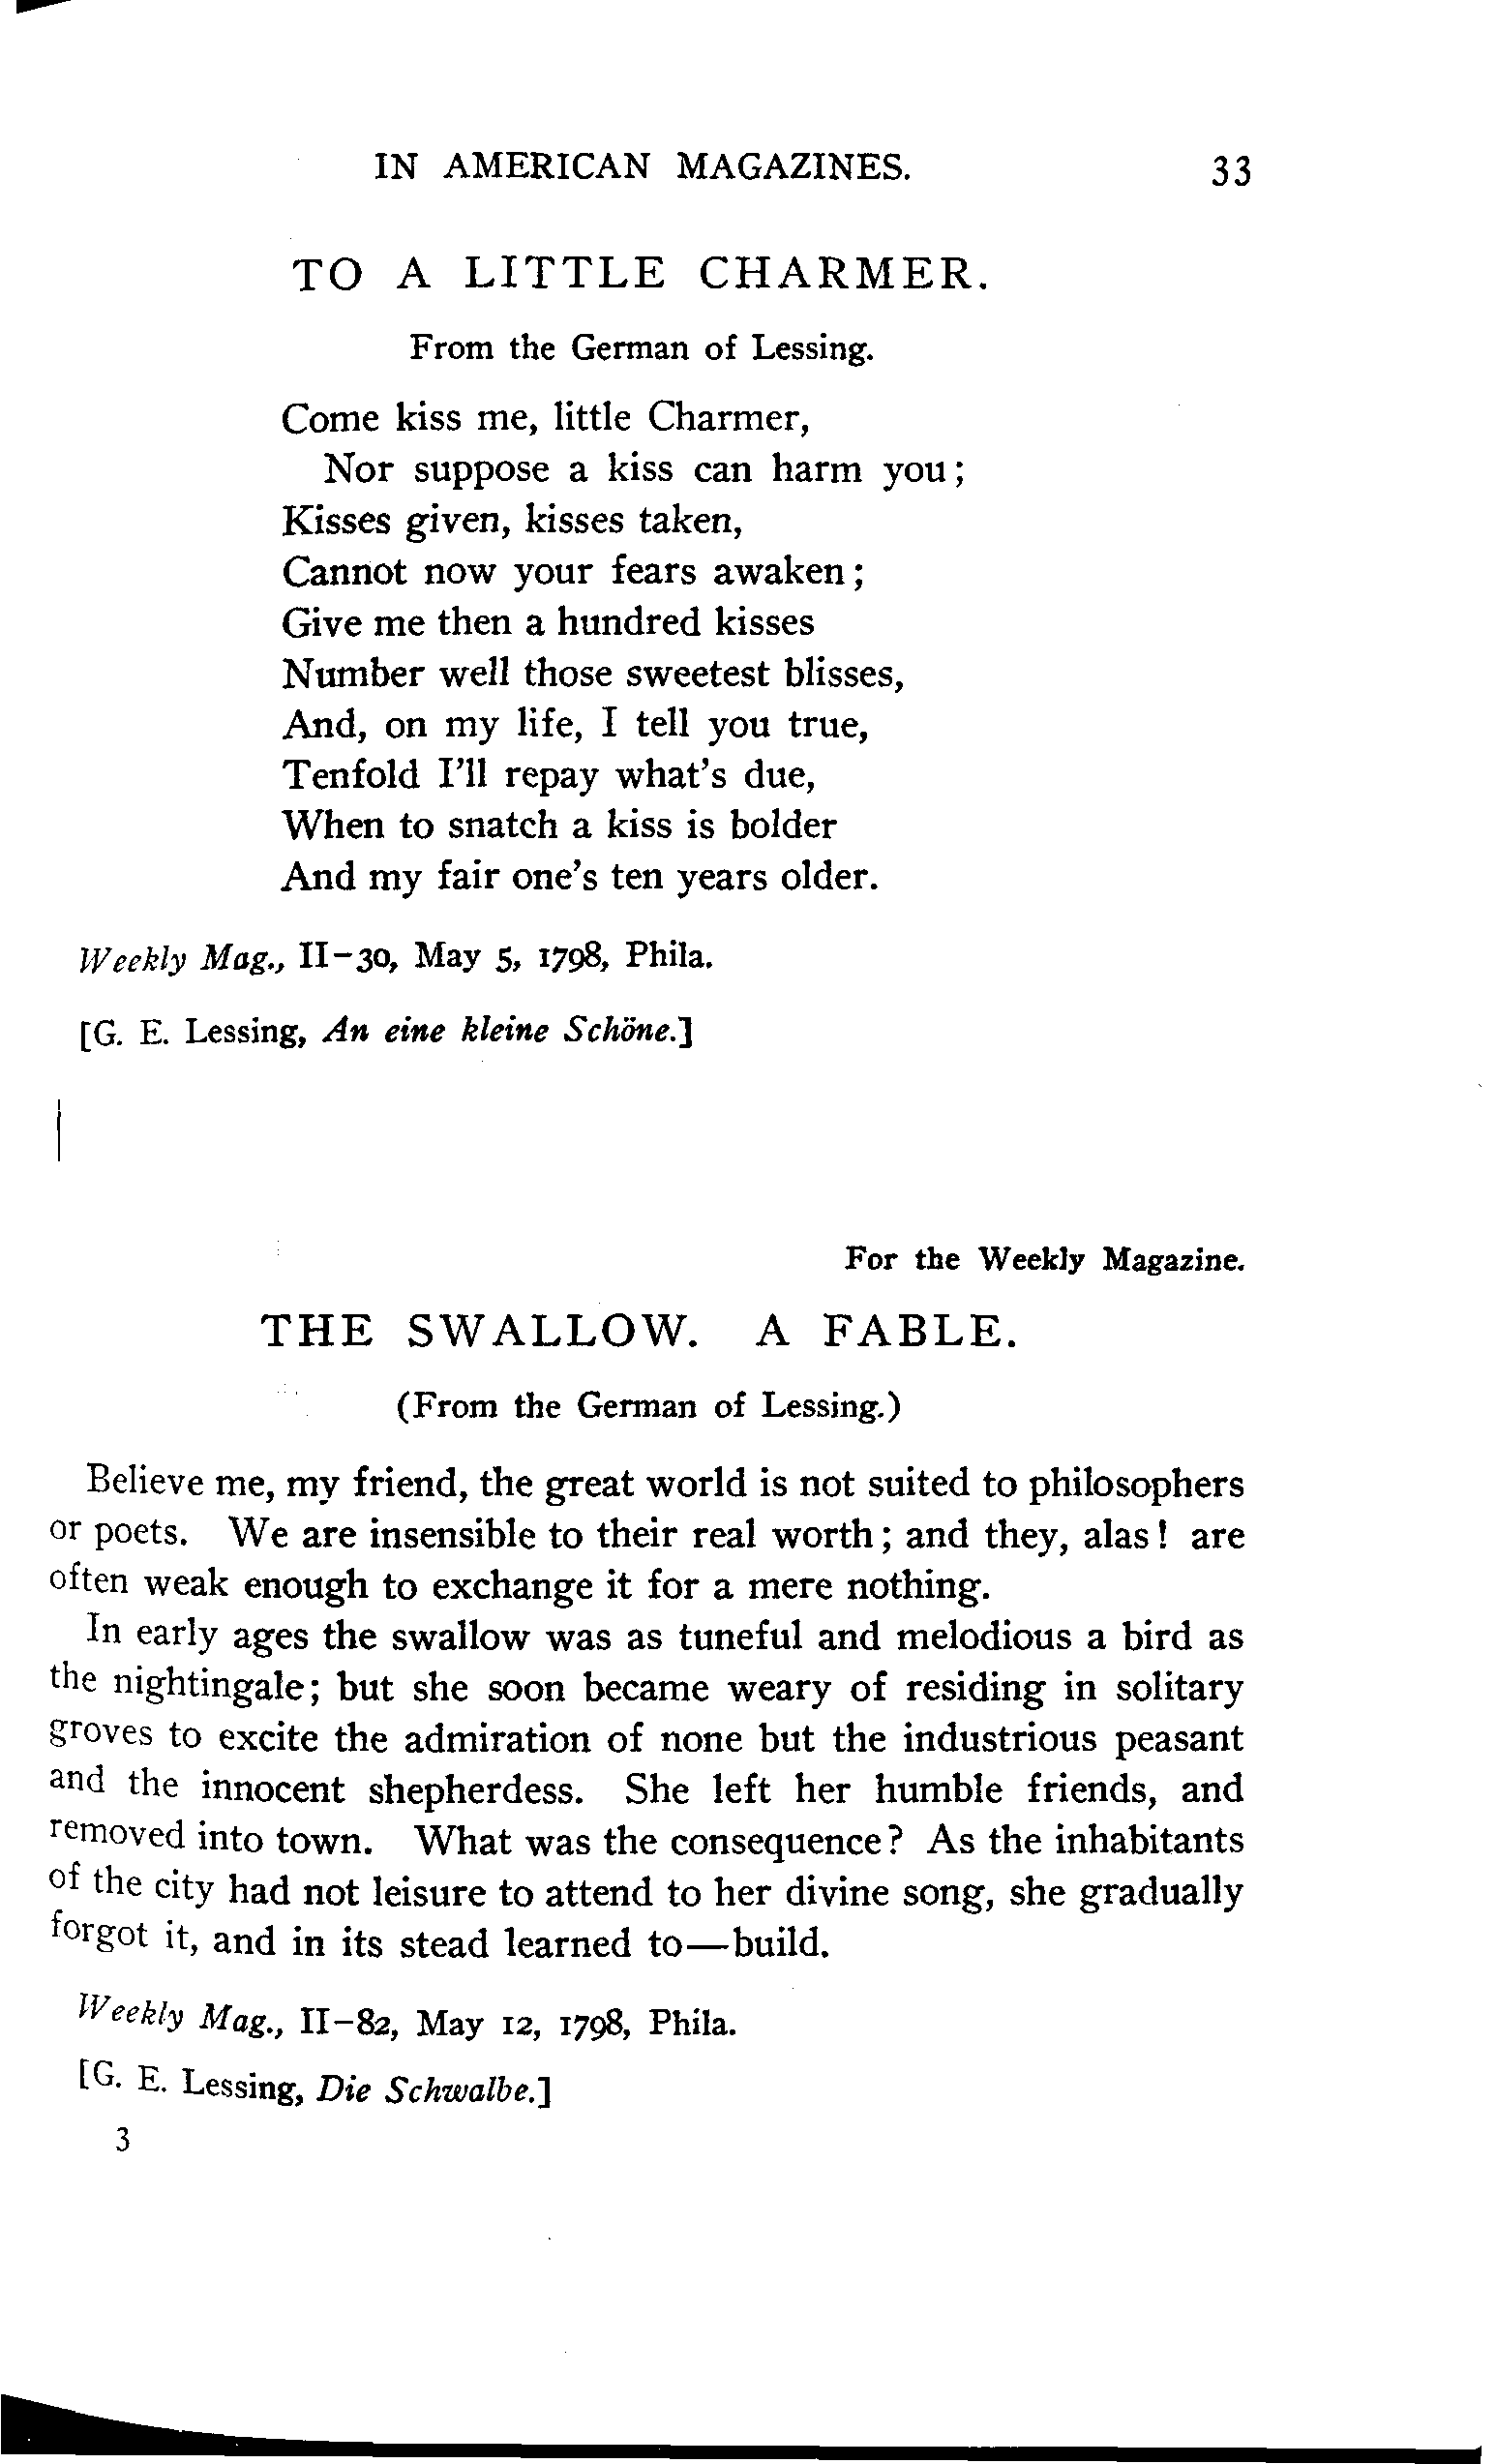 IN AMERICAN MAGAZINES. 33
TO A LITTLE CHARMER.
From the German of Lessing.
Come kiss me, little Charmer,
Nor suppose a kiss can harm you;
Kisses given, kisses taken,
Cannot now your fears awaken;
Give me then a hundred kisses
Number well those sweetest blisses,
And, on my life, I tell you true,
Tenfold I'll repay what's due,
When to snatch a kiss is bolder
And my fair one's ten years older.
Weekly Mag., II-30, May 5, 1798, Phila.
[G. E. Lessing, An eine kleine Schöne.]
For the Weekly Magazine.
THE SWALLOW. A FABLE.
(From the German of Lessing.)
Believe me, my friend, the great world is not suited to philosophers
or poets. We are insensible to their real worth; and they, alas! are
often weak enough to exchange it for a mere nothing.
In early ages the swallow was as tuneful and melodious a bird as
the nightingale; but she soon became weary of residing in solitary
groves to excite the admiration of none but the industrious peasant
and the innocent shepherdess. She left her humble friends, and
removed into town. What was the consequence? As the inhabitants
of the city had not leisure to attend to her divine song, she gradually
forgot it, and in its stead learned to—build.
Weekly Mag., II-82, May 12, 1798, Phila.
[G. E. Lessing, Die Schwalbe.]
3